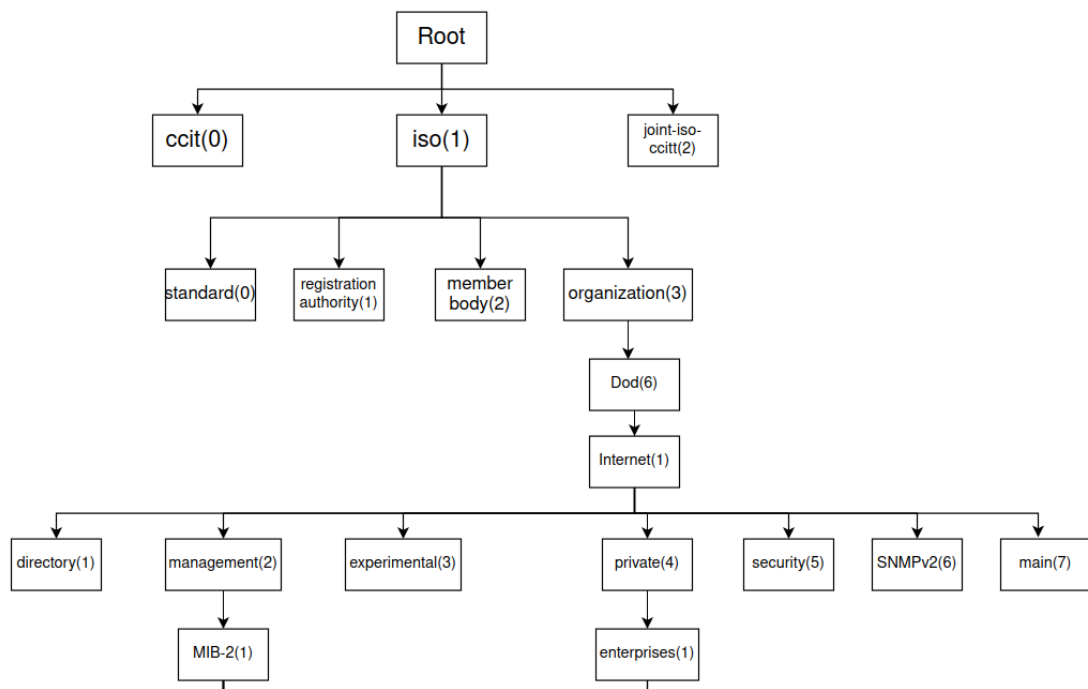 Root
ccit(0)
iso(1)
joint-iso-
ccitt(2)
standard(0)
registration
authority(1)
member
body(2)
organization(3)
Dod(6)
Internet(1)
directory(1)
management(2)
experimental(3)
private(4)
security(5)
SNMPv2(6)
main(7)
MIB-2(1)
enterprises(1)